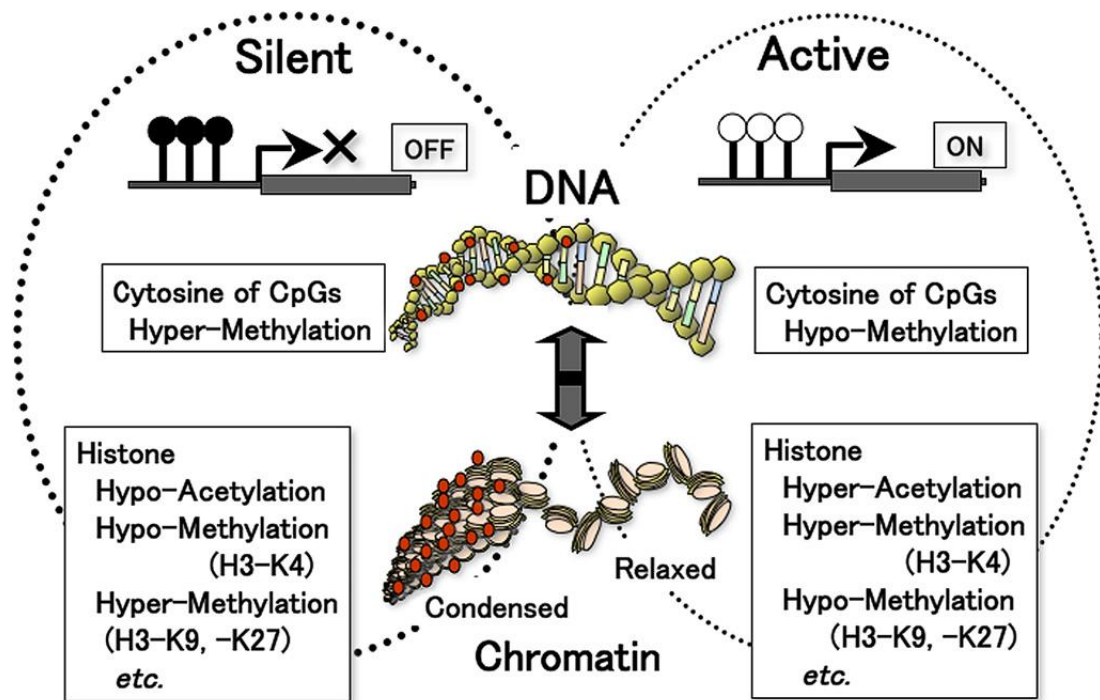 Silent
Active
OFF
ON
DNA
Cytosine of CpGs
Hyper-Methylation
Cytosine of CpGs
Hypo-Methylation
Histone
Hypo-Acetylation
Hypo-Methylation
(H3-K4)
Hyper-Methylation
(H3-K9, -K27)
etc.
Condensed
Relaxed
Chromatin
Histone
Hyper-Acetylation
Hyper-Methylation
(H3-K4)
Hypo-Methylation
(H3-K9, -K27)
etc.